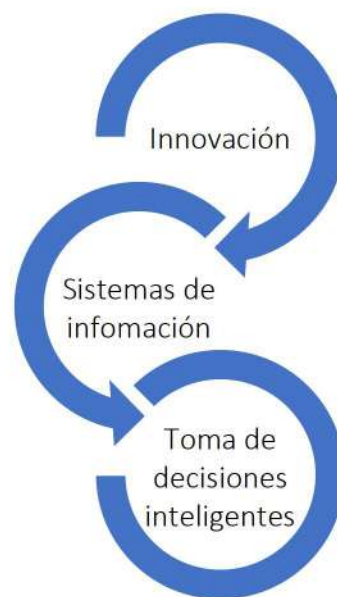 Innovación
Sistemas de
infomación
Toma de
decisiones
inteligentes